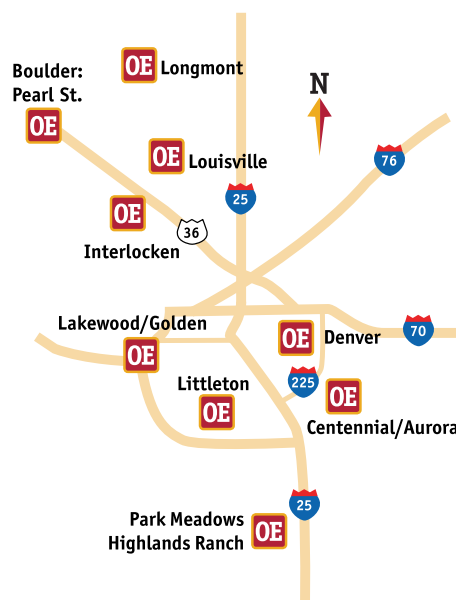 OE Longmont
Boulder:
Pearl St.
N
OE
OE Louisville
76
25
OE
36
Interlocken
Lakewood/Golden
OE Denver
70
OE
Littleton
225
OE
OE
Centennial/Aurora
25
Park Meadows
Highlands Ranch
OE